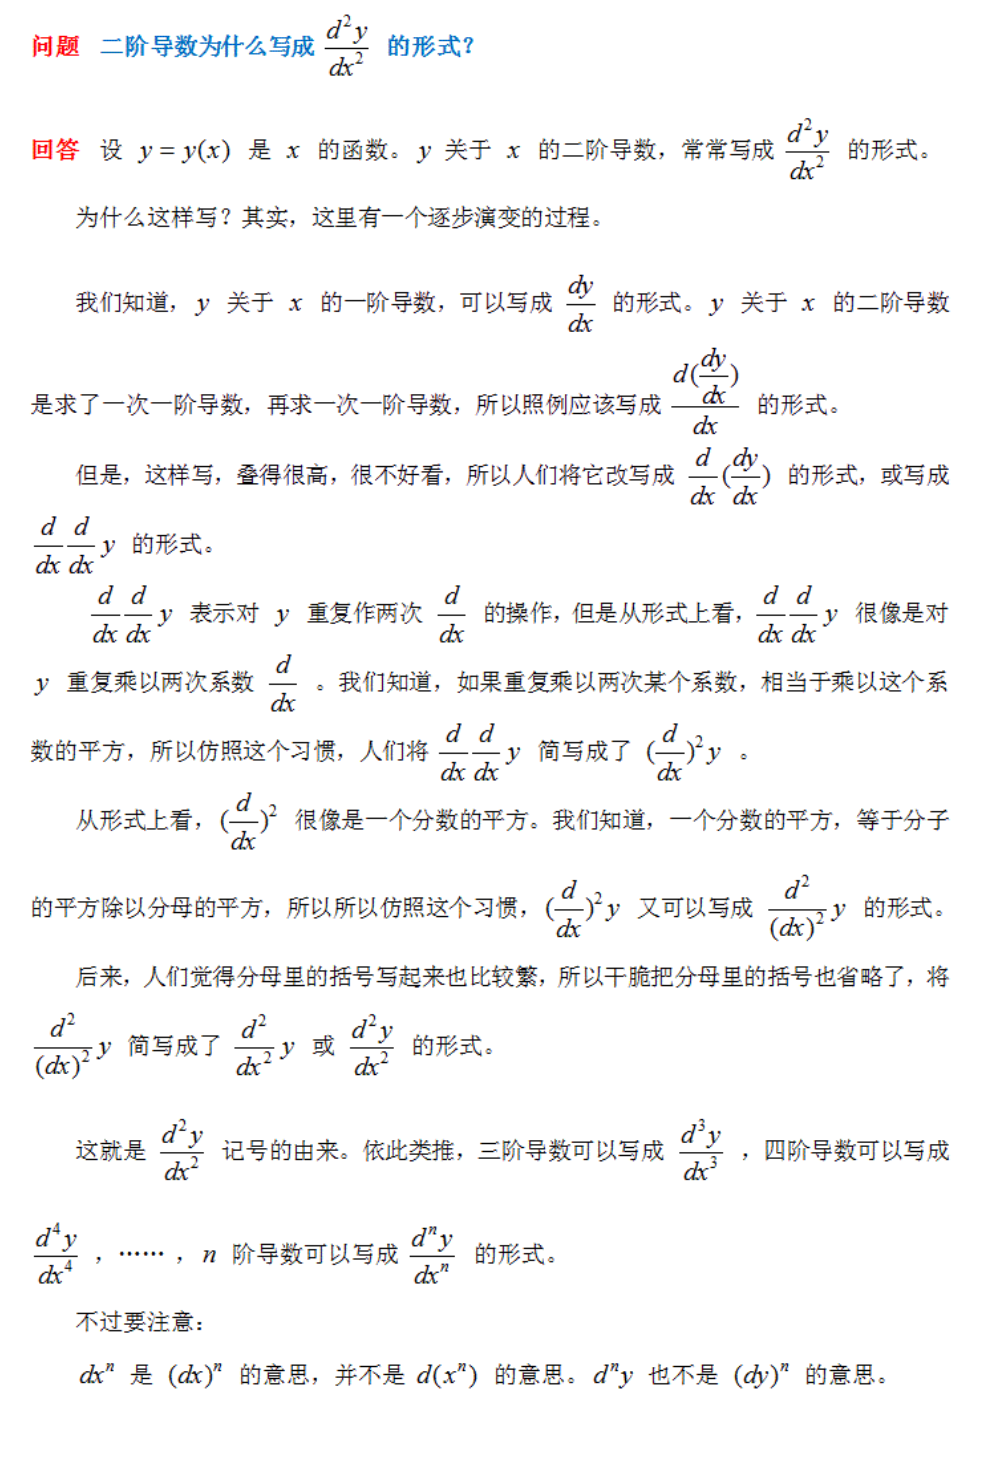 问题 二阶导数为什么写成 $\frac{d^2y}{dx^2}$ 的形式？
回答 设 $y=y(x)$ 是 $x$ 的函数。$y$ 关于 $x$ 的二阶导数，常常写成 $\frac{d^2y}{dx^2}$ 的形式。
为什么这样写？其实，这里有一个逐步演变的过程。
我们知道，$y$ 关于 $x$ 的一阶导数，可以写成 $\frac{dy}{dx}$ 的形式。$y$ 关于 $x$ 的二阶导数
是求了一次一阶导数，再求一次一阶导数，所以照例应该写成 $\frac{d(\frac{dy}{dx})}{dx}$ 的形式。
但是，这样写，叠得很高，很不好看，所以人们将它改写成 $\frac{d}{dx}(\frac{dy}{dx})$ 的形式，或写成
$\frac{d}{dx}\frac{d}{dx}y$ 的形式。
$\frac{d}{dx}\frac{d}{dx}y$ 表示对 $y$ 重复作两次 $\frac{d}{dx}$ 的操作，但是从形式上看，$\frac{d}{dx}\frac{d}{dx}y$ 很像是对
$y$ 重复乘以两次系数 $\frac{d}{dx}$ 。我们知道，如果重复乘以两次某个系数，相当于乘以这个系
数的平方，所以仿照这个习惯，人们将 $\frac{d}{dx}\frac{d}{dx}y$ 简写成了 $(\frac{d}{dx})^2y$ 。
从形式上看，$(\frac{d}{dx})^2$ 很像是一个分数的平方。我们知道，一个分数的平方，等于分子
的平方除以分母的平方，所以所以仿照这个习惯，$(\frac{d}{dx})^2y$ 又可以写成 $\frac{d^2}{(dx)^2}y$ 的形式。
后来，人们觉得分母里的括号写起来也比较繁，所以干脆把分母里的括号也省略了，将
$\frac{d^2}{(dx)^2}y$ 简写成了 $\frac{d^2}{dx^2}y$ 或 $\frac{d^2y}{dx^2}$ 的形式。
这就是 $\frac{d^2y}{dx^2}$ 记号的由来。依此类推，三阶导数可以写成 $\frac{d^3y}{dx^3}$ ，四阶导数可以写成
$\frac{d^4y}{dx^4}$ ，……，$n$ 阶导数可以写成 $\frac{d^ny}{dx^n}$ 的形式。
不过要注意：
$dx^n$ 是 $(dx)^n$ 的意思，并不是 $d(x^n)$ 的意思。$d^ny$ 也不是 $(dy)^n$ 的意思。